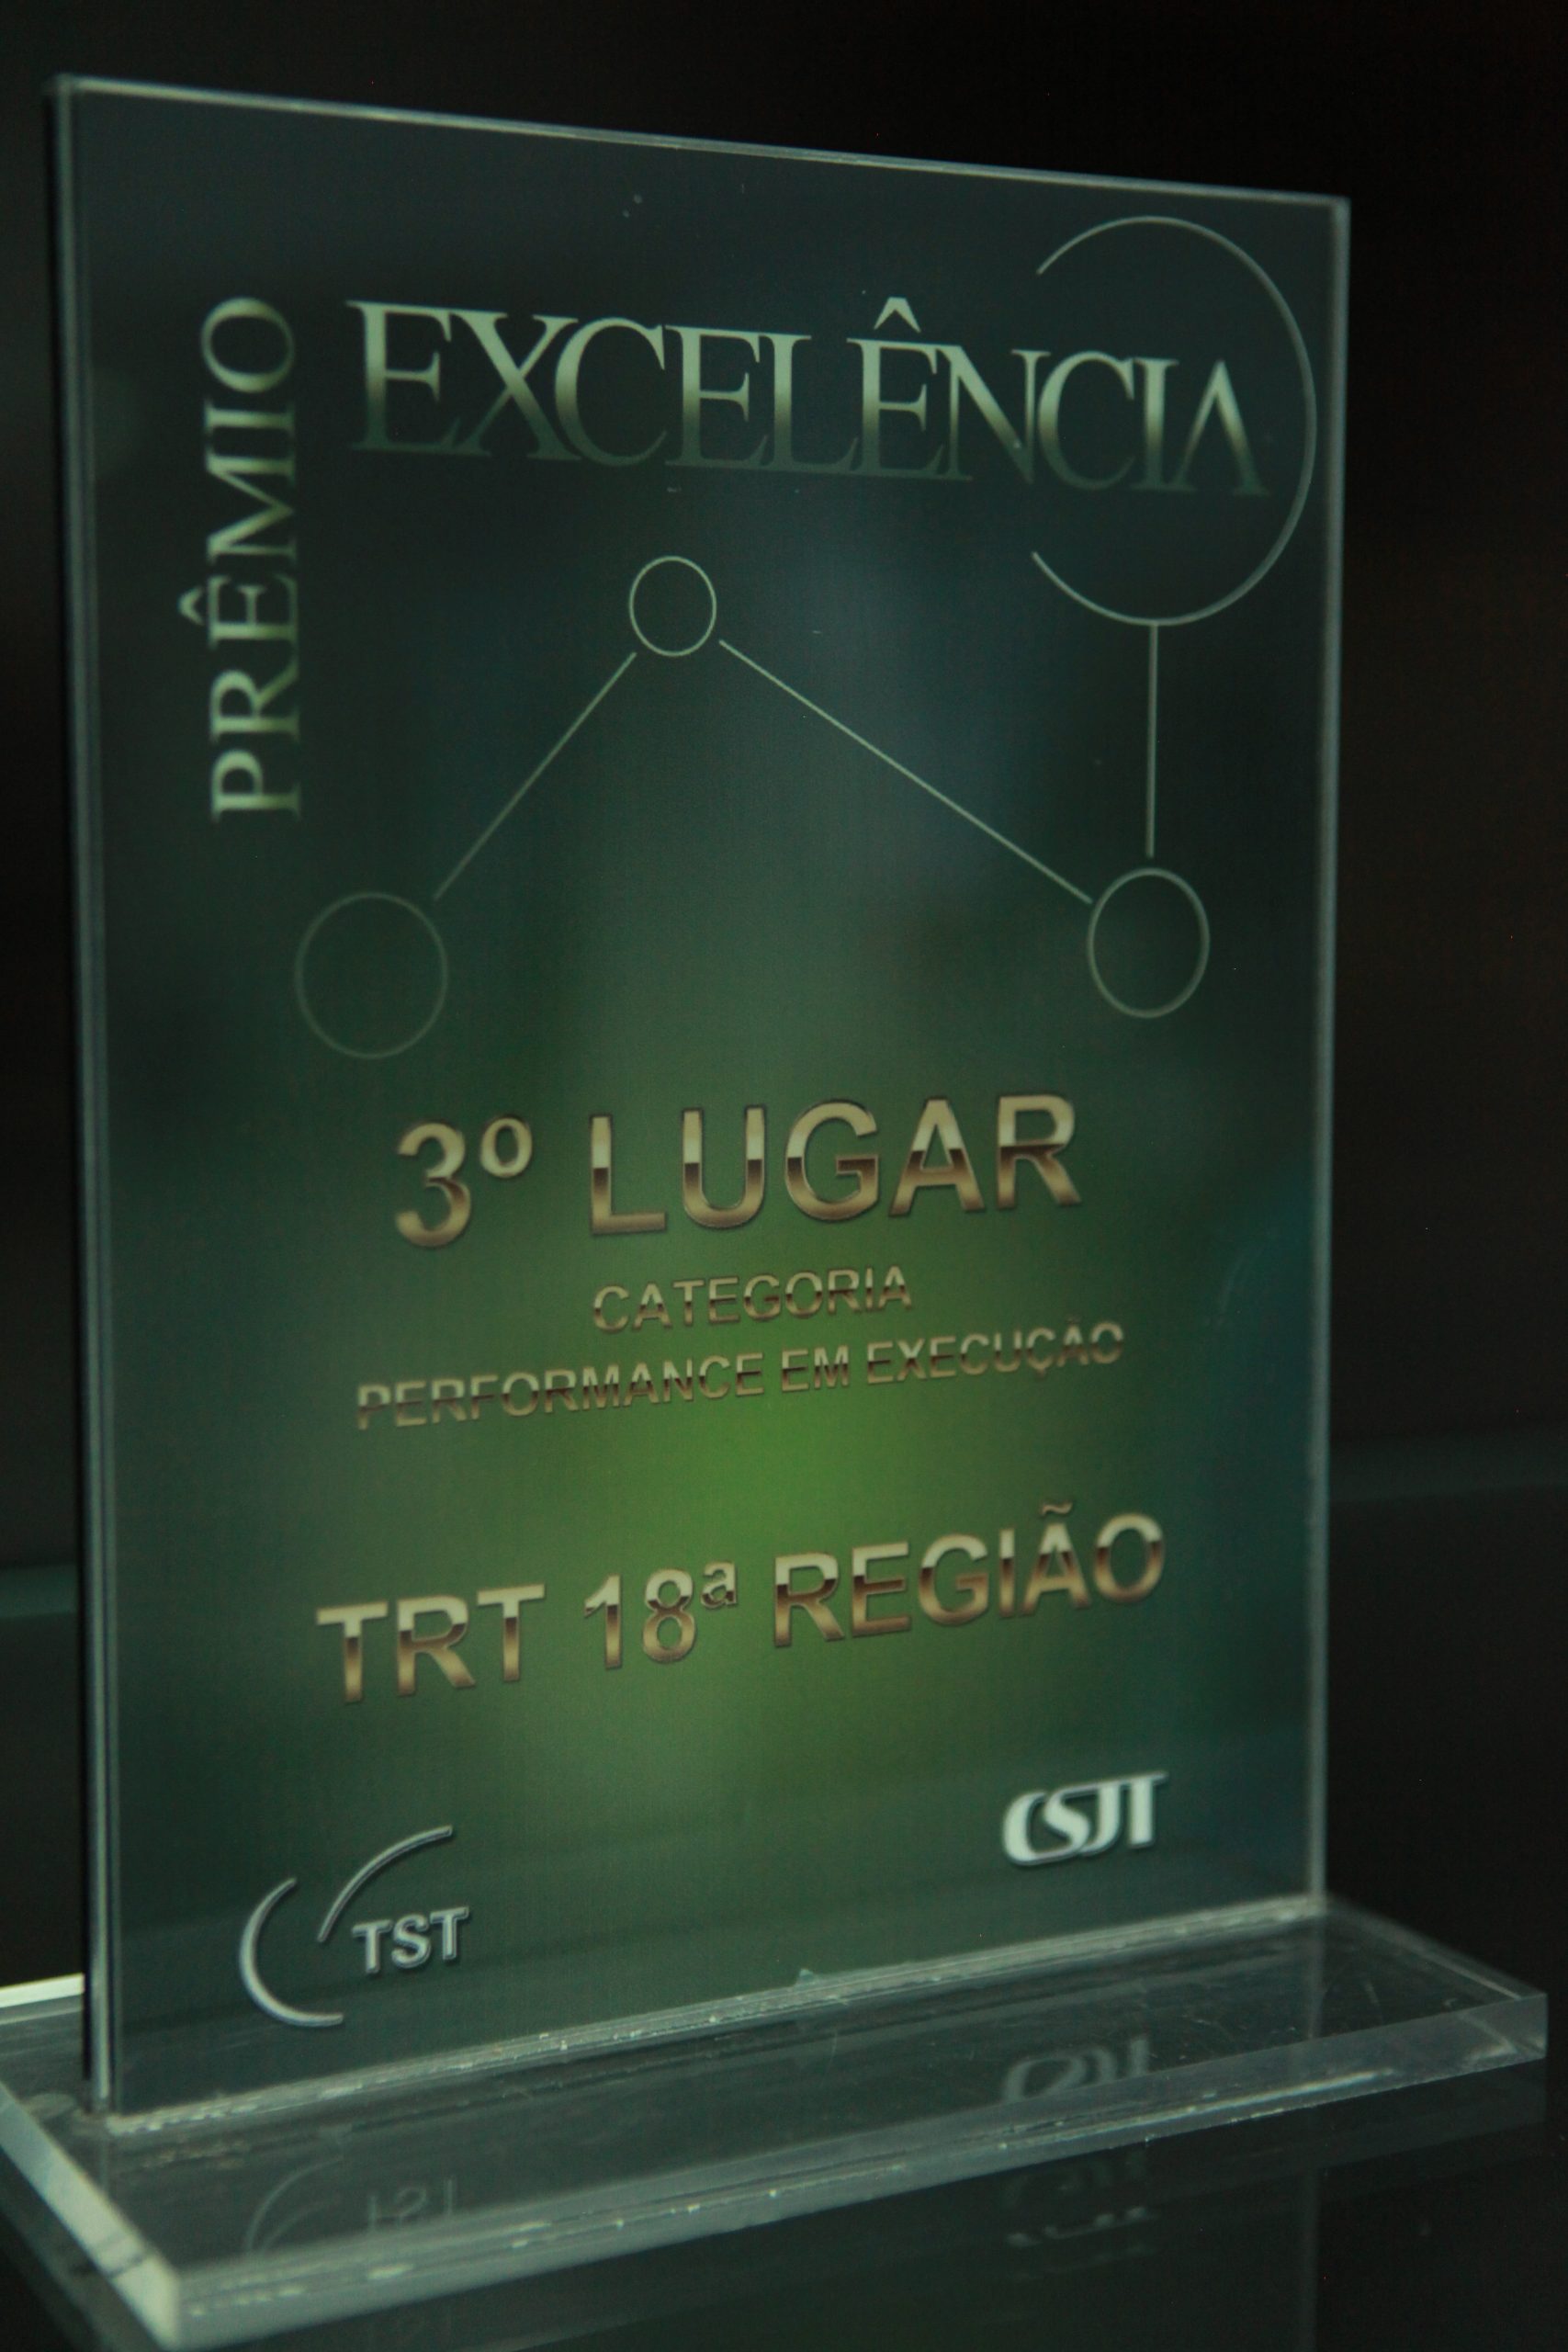 PRÊMIO
EXCELÊNCIA
3º LUGAR
CATEGORIA
PERFORMANCE EM EXECUÇÃO
TRT 18ª REGIÃO
TST
CSJT